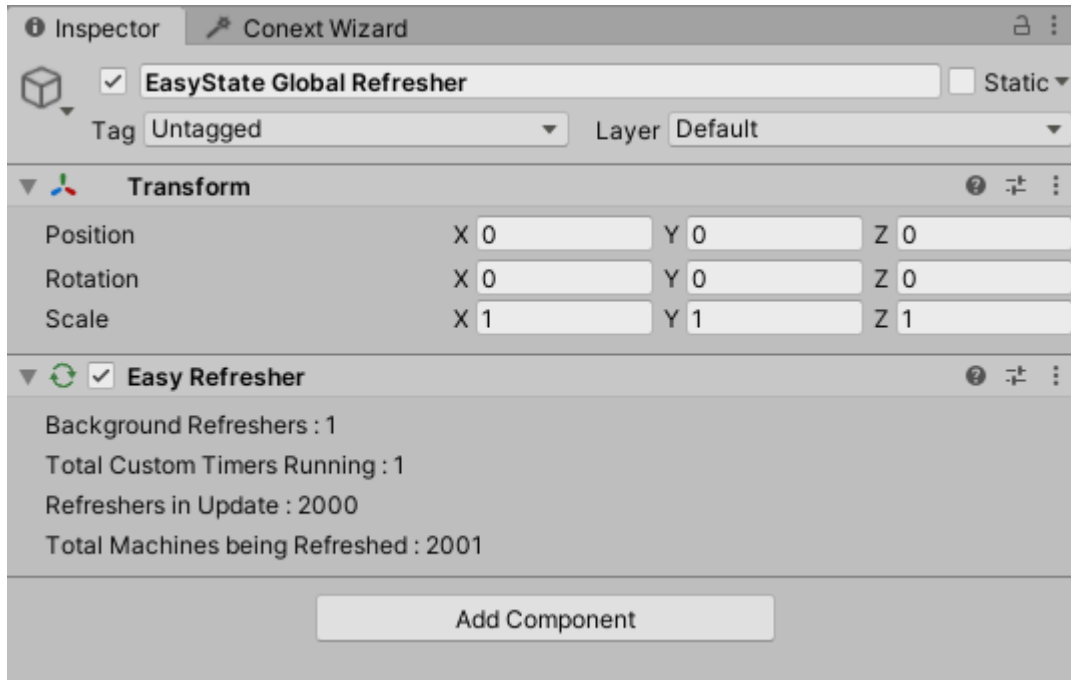 Inspector Conext Wizard
EasyState Global Refresher Static
Tag Untagged Layer Default
Transform
Position X 0 Y 0 Z 0
Rotation X 0 Y 0 Z 0
Scale X 1 Y 1 Z 1
Easy Refresher
Background Refreshers : 1
Total Custom Timers Running : 1
Refreshers in Update : 2000
Total Machines being Refreshed : 2001
Add Component